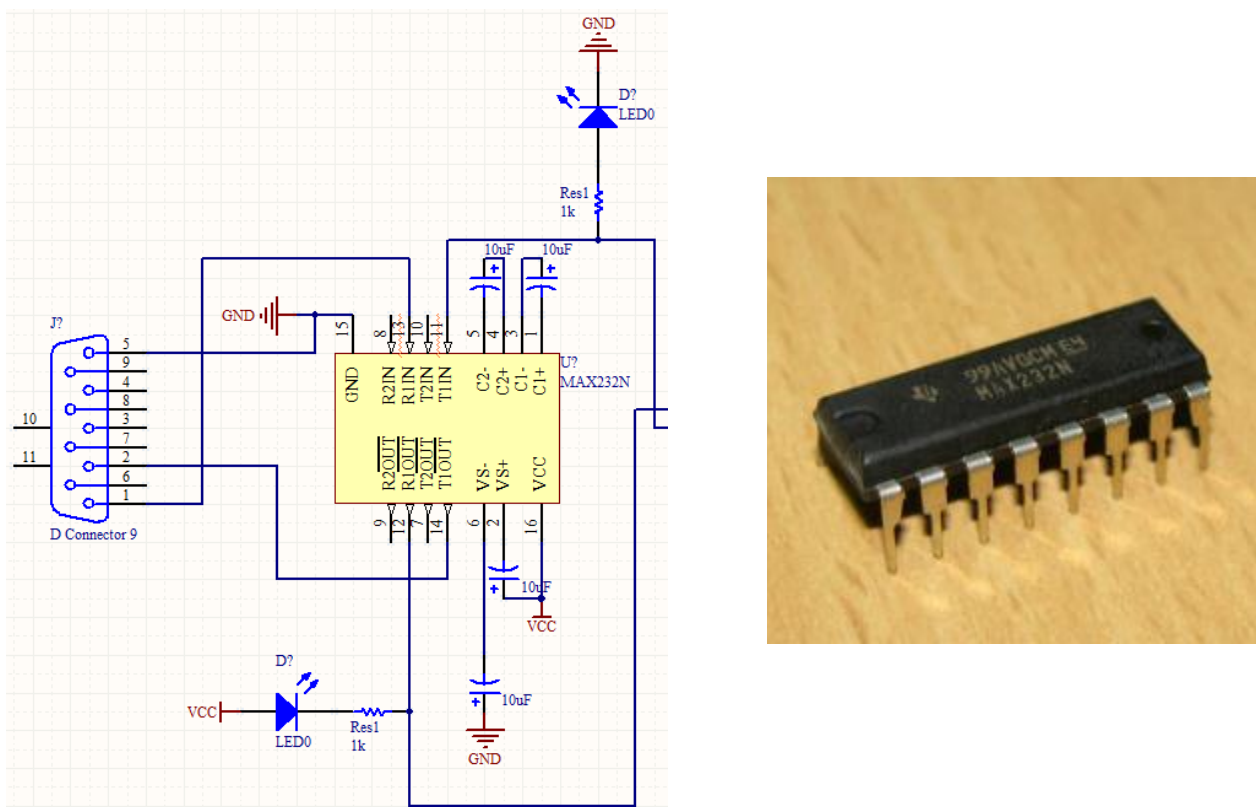 GND
D?
LED0
Res1
1k
10uF
10uF
GND
J?
5
9
4
8
3
7
2
6
1
10
11
D Connector 9
15
8
13
10
11
5
4
3
1
U?
MAX232N
GND
R2IN
R1IN
T2IN
T1IN
C2-
C2+
C1-
C1+
R2OUT
R1OUT
T2OUT
T1OUT
VS-
VS+
VCC
9
12
7
14
6
2
16
10uF
VCC
D?
VCC
LED0
Res1
1k
10uF
GND
MAX232N